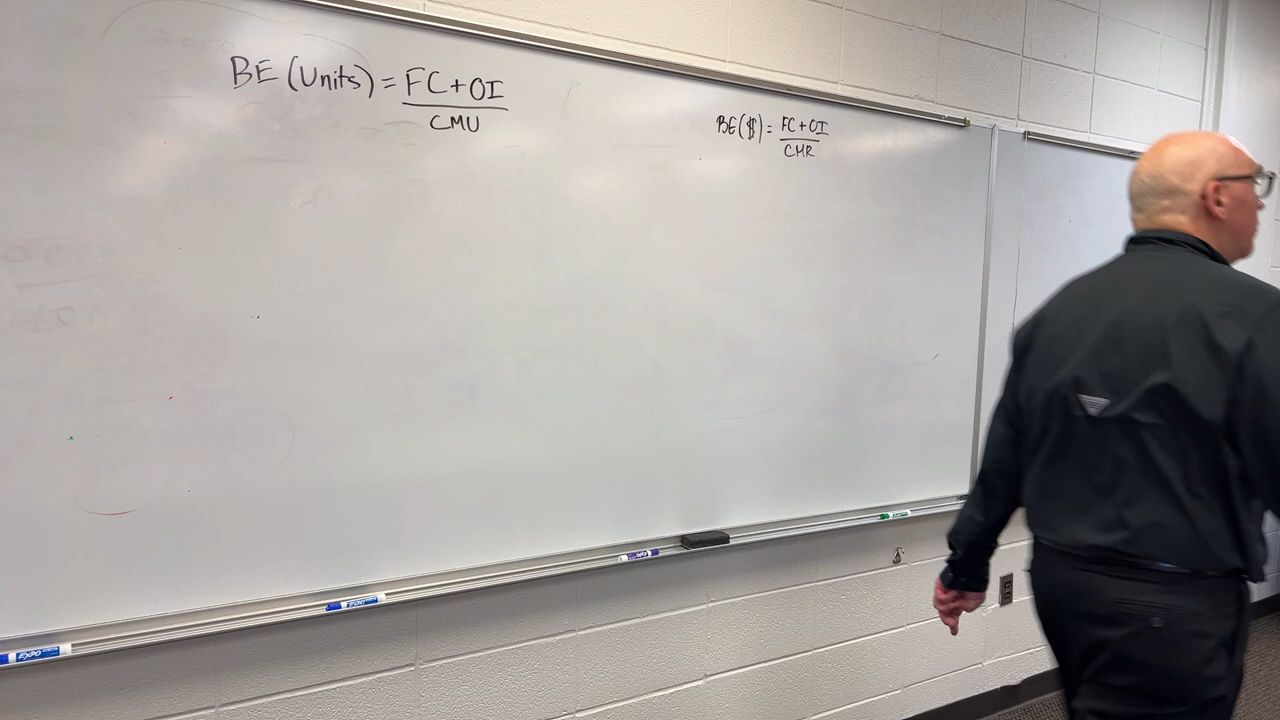 BE (Units) = FC + OI
CMU
BE ($) = FC + OI
CMR
EXPO
EXPO
EXPO